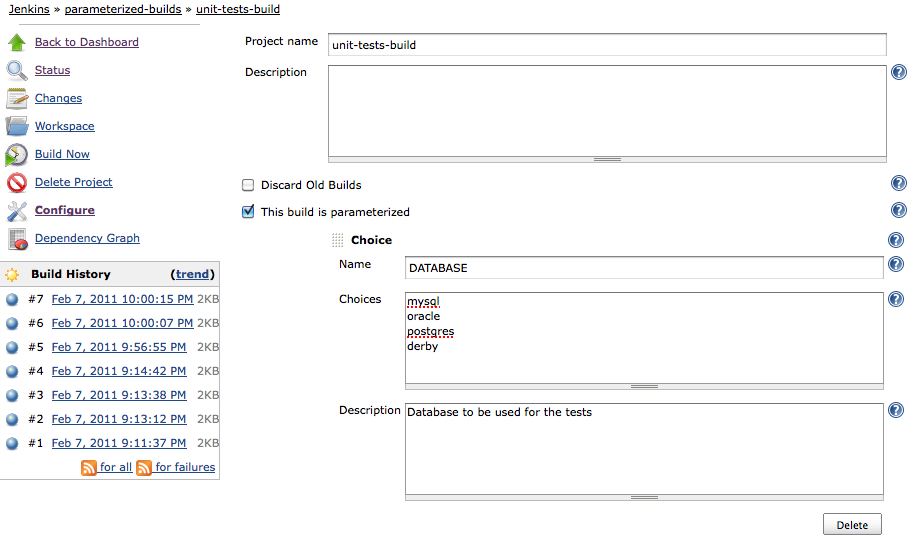 Jenkins » parameterized-builds » unit-tests-build
Back to Dashboard
Status
Changes
Workspace
Build Now
Delete Project
Configure
Dependency Graph
Build History (trend)
#7 Feb 7, 2011 10:00:15 PM 2KB
#6 Feb 7, 2011 10:00:07 PM 2KB
#5 Feb 7, 2011 9:56:55 PM 2KB
#4 Feb 7, 2011 9:14:42 PM 2KB
#3 Feb 7, 2011 9:13:38 PM 2KB
#2 Feb 7, 2011 9:13:12 PM 2KB
#1 Feb 7, 2011 9:11:37 PM 2KB
for all for failures
Project name unit-tests-build
Description
Discard Old Builds
This build is parameterized
Choice
Name DATABASE
Choices mysql
oracle
postgres
derby
Description Database to be used for the tests
Delete